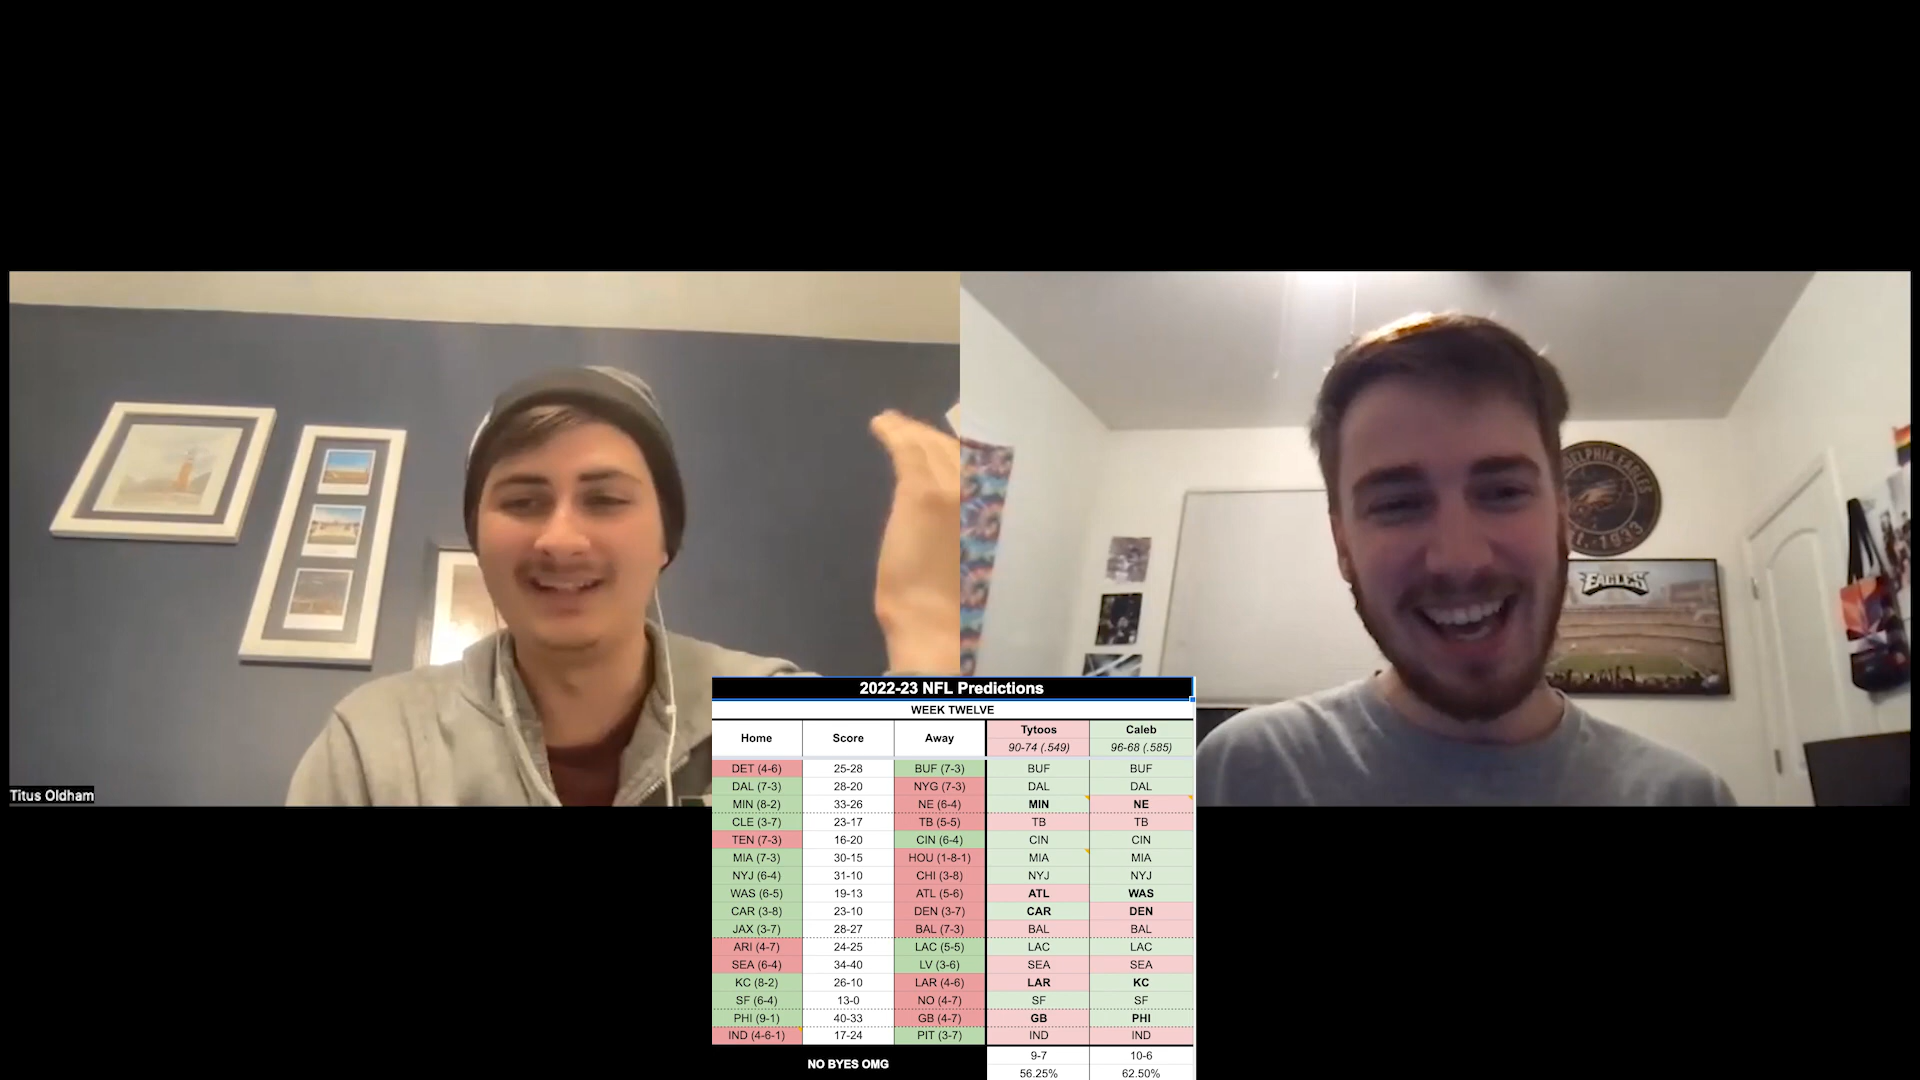 DELPHIA EAGLES
t. • 1933
EAGLES
Titus Oldham
2022-23 NFL Predictions
WEEK TWELVE
Home Score Away Tytoos Caleb
90-74 (.549) 96-68 (.585)
DET (4-6) 25-28 BUF (7-3) BUF BUF
DAL (7-3) 28-20 NYG (7-3) DAL DAL
MIN (8-2) 33-26 NE (6-4) MIN NE
CLE (3-7) 23-17 TB (5-5) TB TB
TEN (7-3) 16-20 CIN (6-4) CIN CIN
MIA (7-3) 30-15 HOU (1-8-1) MIA MIA
NYJ (6-4) 31-10 CHI (3-8) NYJ NYJ
WAS (6-5) 19-13 ATL (5-6) ATL WAS
CAR (3-8) 23-10 DEN (3-7) CAR DEN
JAX (3-7) 28-27 BAL (7-3) BAL BAL
ARI (4-7) 24-25 LAC (5-5) LAC LAC
SEA (6-4) 34-40 LV (3-6) SEA SEA
KC (8-2) 26-10 LAR (4-6) LAR KC
SF (6-4) 13-0 NO (4-7) SF SF
PHI (9-1) 40-33 GB (4-7) GB PHI
IND (4-6-1) 17-24 PIT (3-7) IND IND
NO BYES OMG
9-7 10-6
56.25% 62.50%